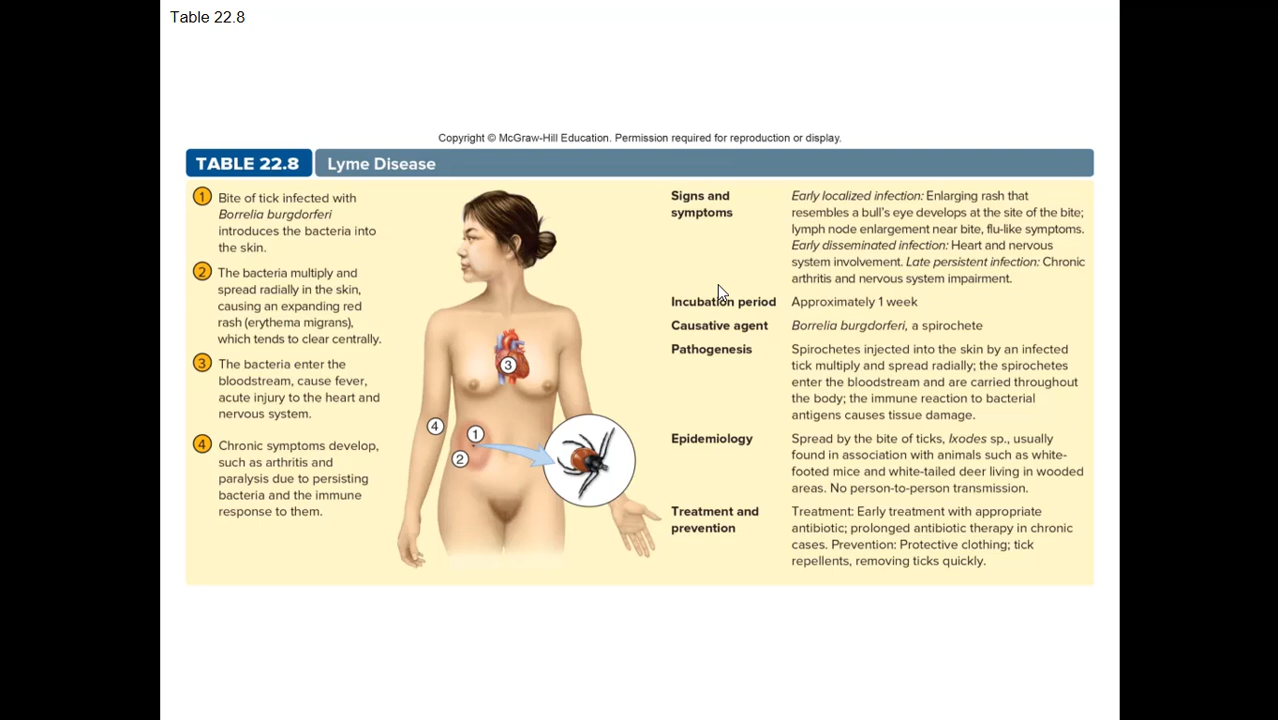 Table 22.8
Copyright © McGraw-Hill Education. Permission required for reproduction or display.
TABLE 22.8 Lyme Disease
1 Bite of tick infected with
Borrelia burgdorferi
introduces the bacteria into
the skin.
2 The bacteria multiply and
spread radially in the skin,
causing an expanding red
rash (erythema migrans),
which tends to clear centrally.
3 The bacteria enter the
bloodstream, cause fever,
acute injury to the heart and
nervous system.
4 Chronic symptoms develop,
such as arthritis and
paralysis due to persisting
bacteria and the immune
response to them.
3
4
1
2
Signs and
symptoms
Early localized infection: Enlarging rash that
resembles a bull's eye develops at the site of the bite;
lymph node enlargement near bite, flu-like symptoms.
Early disseminated infection: Heart and nervous
system involvement. Late persistent infection: Chronic
arthritis and nervous system impairment.
Incubation period Approximately 1 week
Causative agent Borrelia burgdorferi, a spirochete
Pathogenesis Spirochetes injected into the skin by an infected
tick multiply and spread radially; the spirochetes
enter the bloodstream and are carried throughout
the body; the immune reaction to bacterial
antigens causes tissue damage.
Epidemiology Spread by the bite of ticks, Ixodes sp., usually
found in association with animals such as white-
footed mice and white-tailed deer living in wooded
areas. No person-to-person transmission.
Treatment and
prevention
Treatment: Early treatment with appropriate
antibiotic; prolonged antibiotic therapy in chronic
cases. Prevention: Protective clothing; tick
repellents, removing ticks quickly.